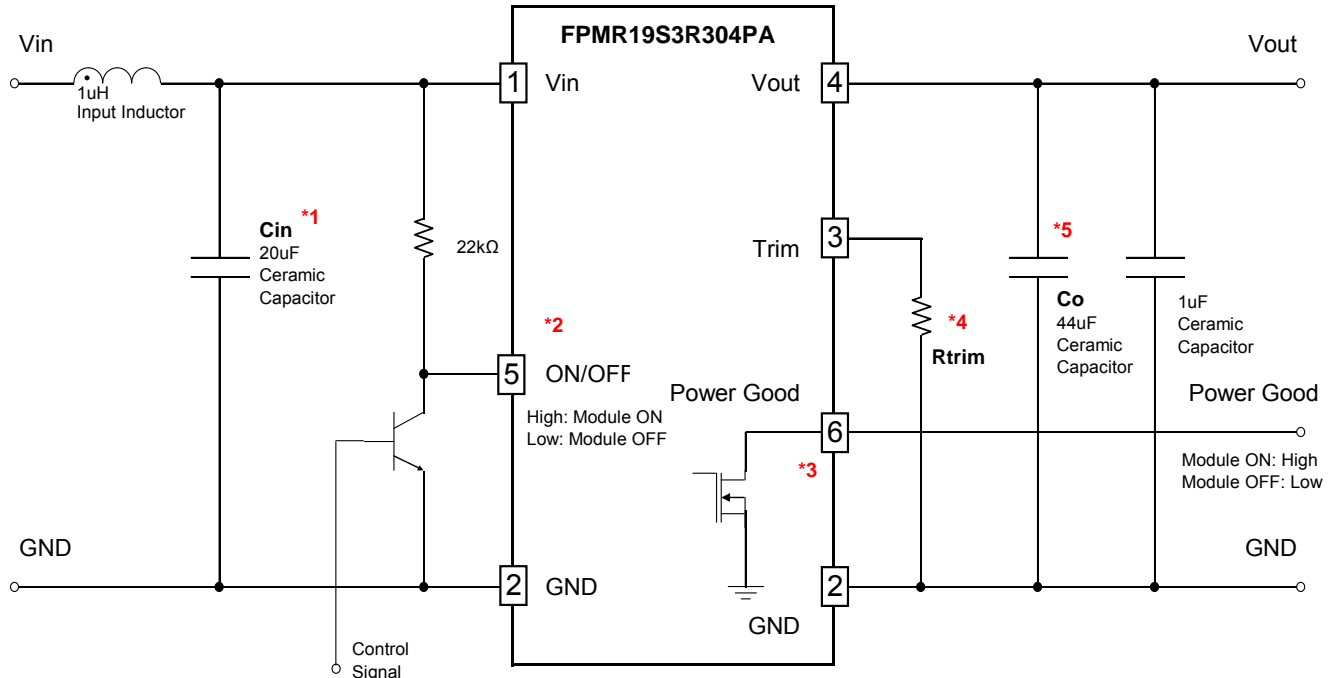 FPMR19S3R304PA
Vin
Vout
1
Vin
Vout
4
1uH
Input Inductor
*1
Cin
20uF
Ceramic
Capacitor
22kΩ
3
Trim
*5
Co
44uF
Ceramic
Capacitor
1uF
Ceramic
Capacitor
*4
Rtrim
*2
5
ON/OFF
High: Module ON
Low: Module OFF
Power Good
6
*3
Power Good
Module ON: High
Module OFF: Low
GND
2
GND
2
GND
GND
Control
Signal